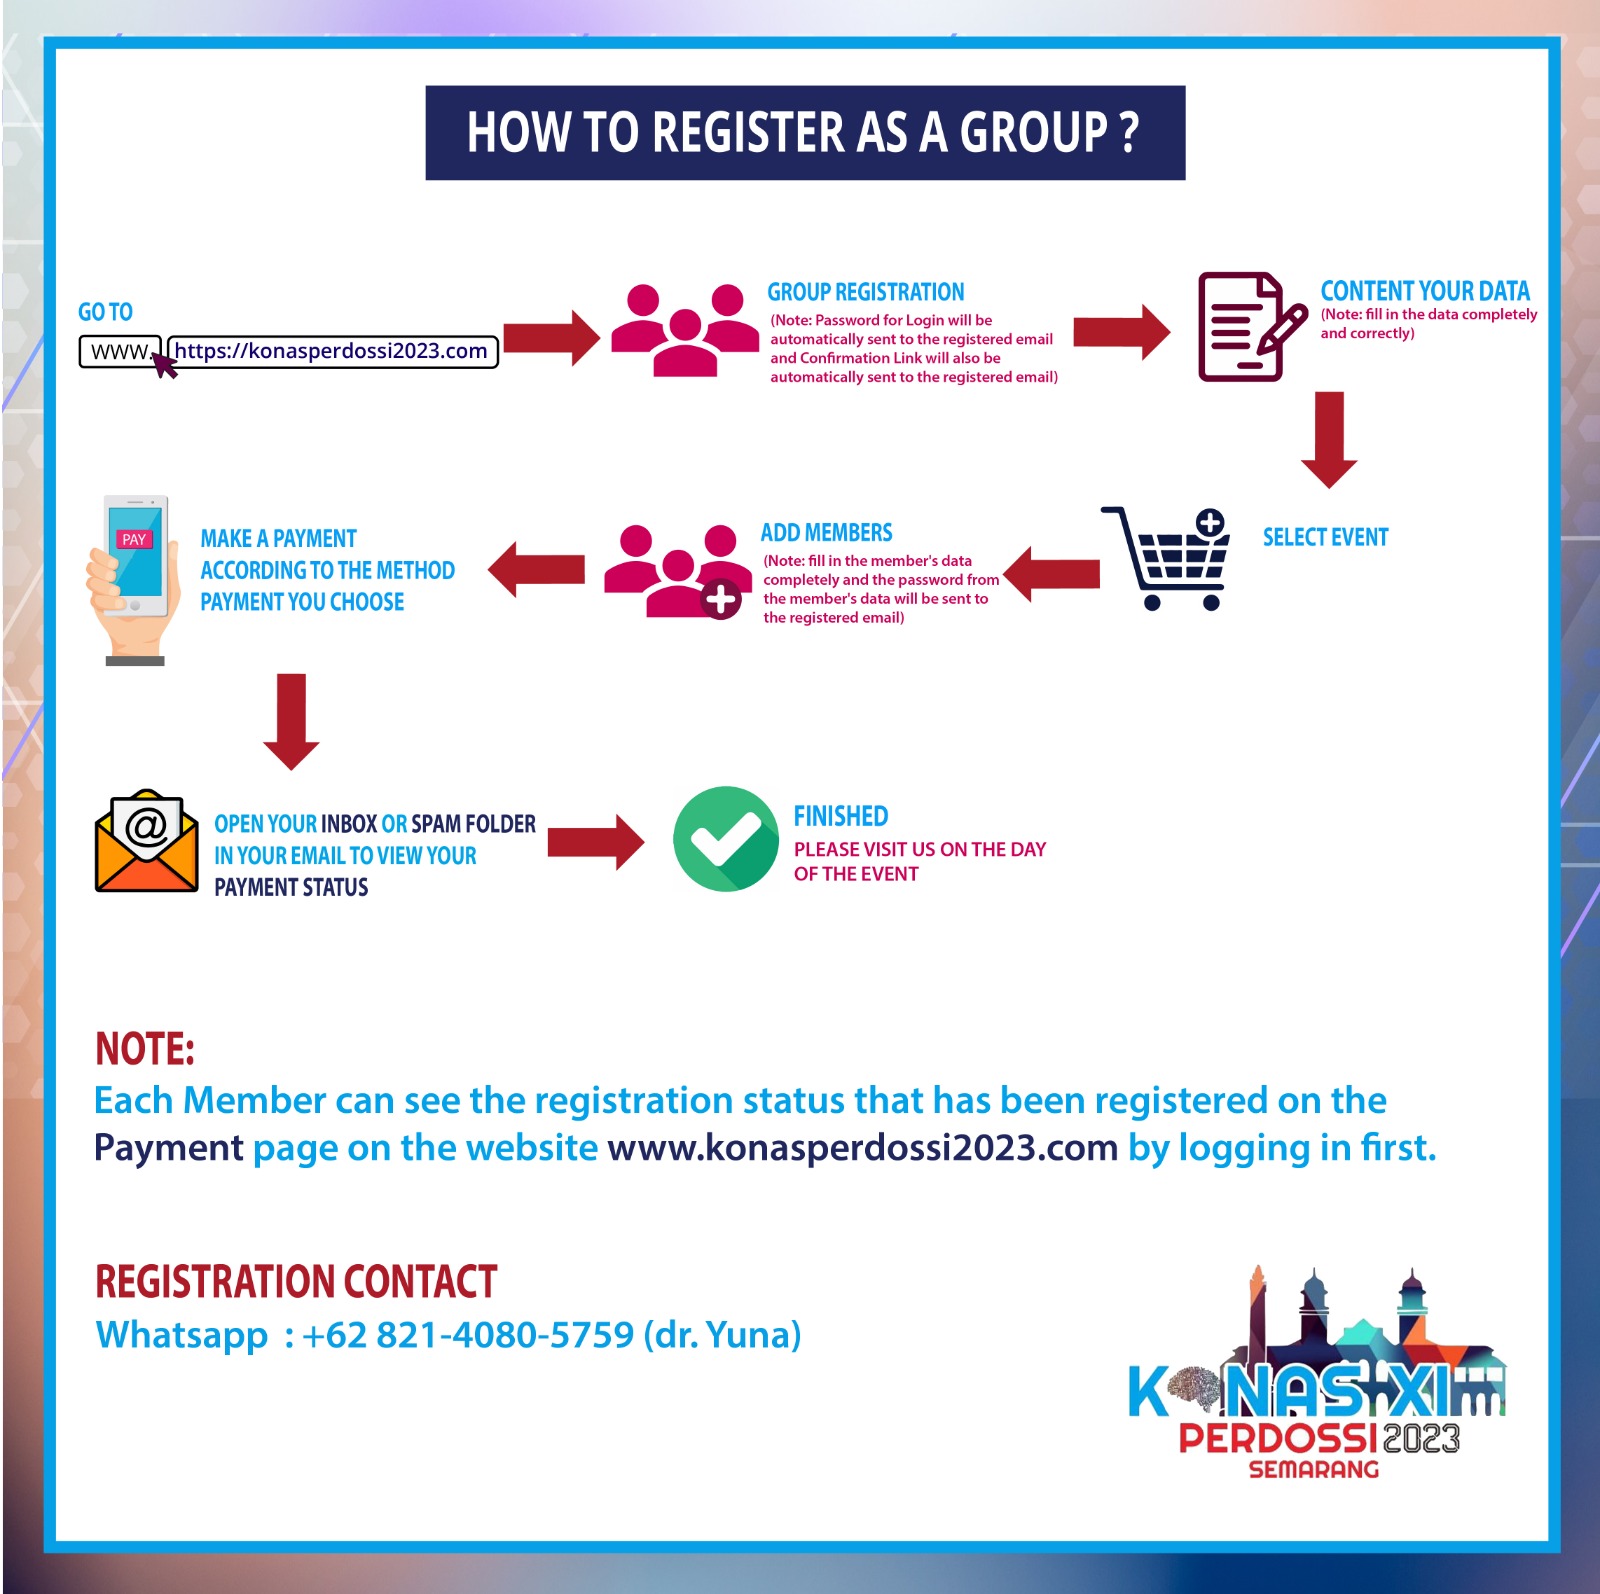 HOW TO REGISTER AS A GROUP ?
GO TO
WWW.
https://konasperdossi2023.com
GROUP REGISTRATION
(Note: Password for Login will be
automatically sent to the registered email
and Confirmation Link will also be
automatically sent to the registered email)
CONTENT YOUR DATA
(Note: fill in the data completely
and correctly)
SELECT EVENT
ADD MEMBERS
(Note: fill in the member's data
completely and the password from
the member's data will be sent to
the registered email)
PAY
MAKE A PAYMENT
ACCORDING TO THE METHOD
PAYMENT YOU CHOOSE
@
OPEN YOUR INBOX OR SPAM FOLDER
IN YOUR EMAIL TO VIEW YOUR
PAYMENT STATUS
FINISHED
PLEASE VISIT US ON THE DAY
OF THE EVENT
NOTE:
Each Member can see the registration status that has been registered on the
Payment page on the website www.konasperdossi2023.com by logging in first.
REGISTRATION CONTACT
Whatsapp : +62 821-4080-5759 (dr. Yuna)
KONAS XI
PERDOSSI 2023
SEMARANG